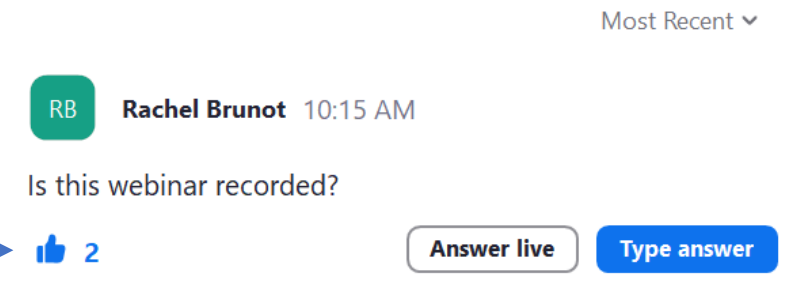 Most Recent
RB Rachel Brunot 10:15 AM
Is this webinar recorded?
2 Answer live Type answer